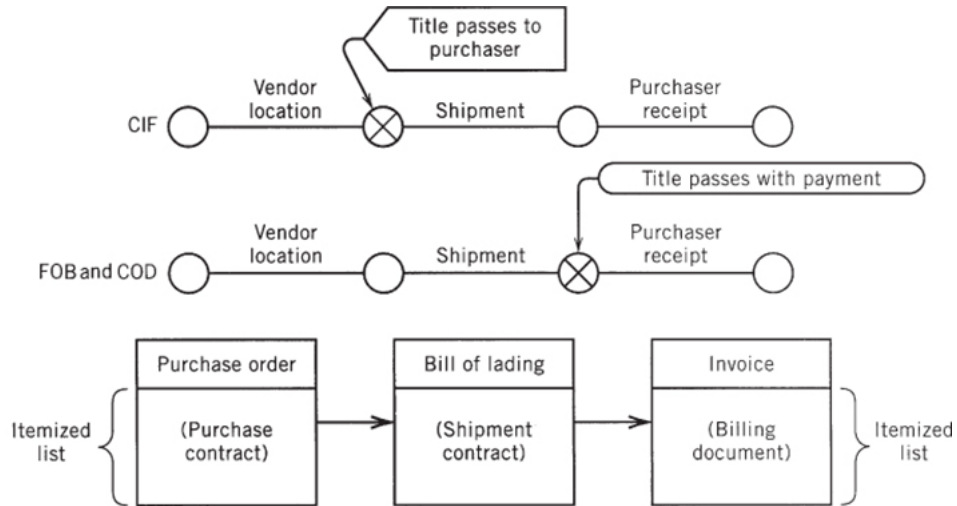 Title passes to
purchaser
Vendor
location
Shipment
Purchaser
receipt
CIF
Title passes with payment
Vendor
location
Shipment
Purchaser
receipt
FOB and COD
Purchase order
Bill of lading
Invoice
Itemized
list
(Purchase
contract)
(Shipment
contract)
(Billing
document)
Itemized
list